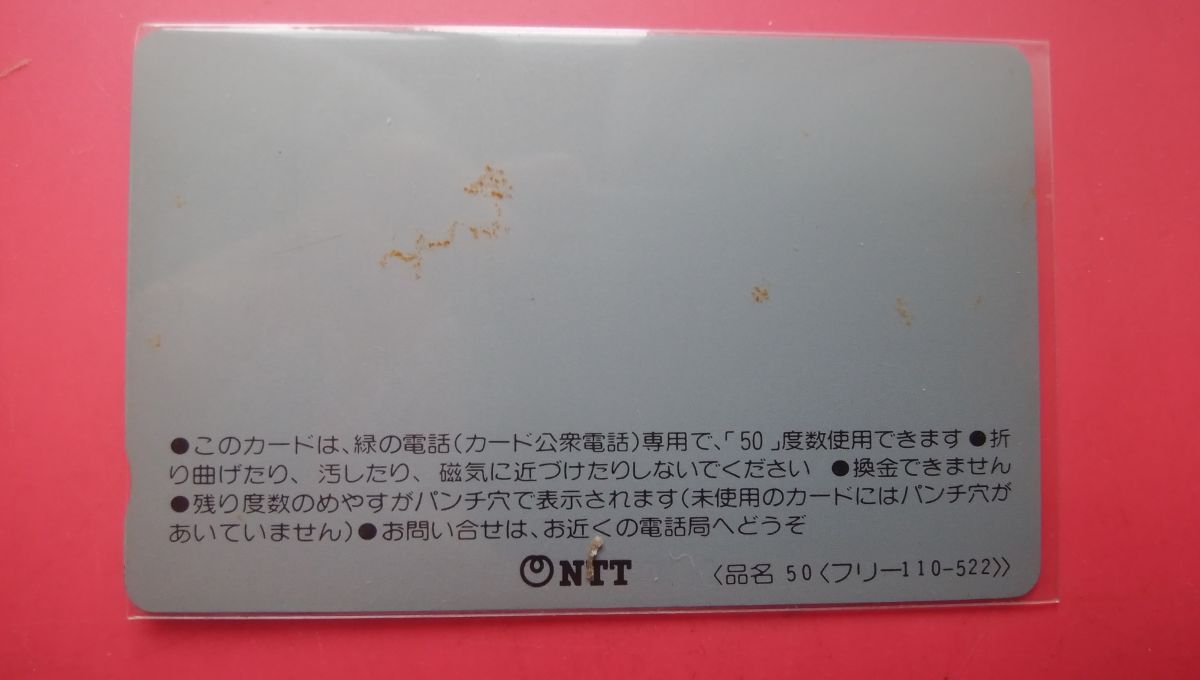 ●このカードは、緑の電話(カード公衆電話)専用で、「50」度数使用できます●折
り曲げたり、汚したり、磁気に近づけたりしないでください ●換金できません
●残り度数のめやすがパンチ穴で表示されます(未使用のカードにはパンチ穴が
あいていません)●お問い合せは、お近くの電話局へどうぞ
NTT 〈品名 50〈フリー110-522〉〉